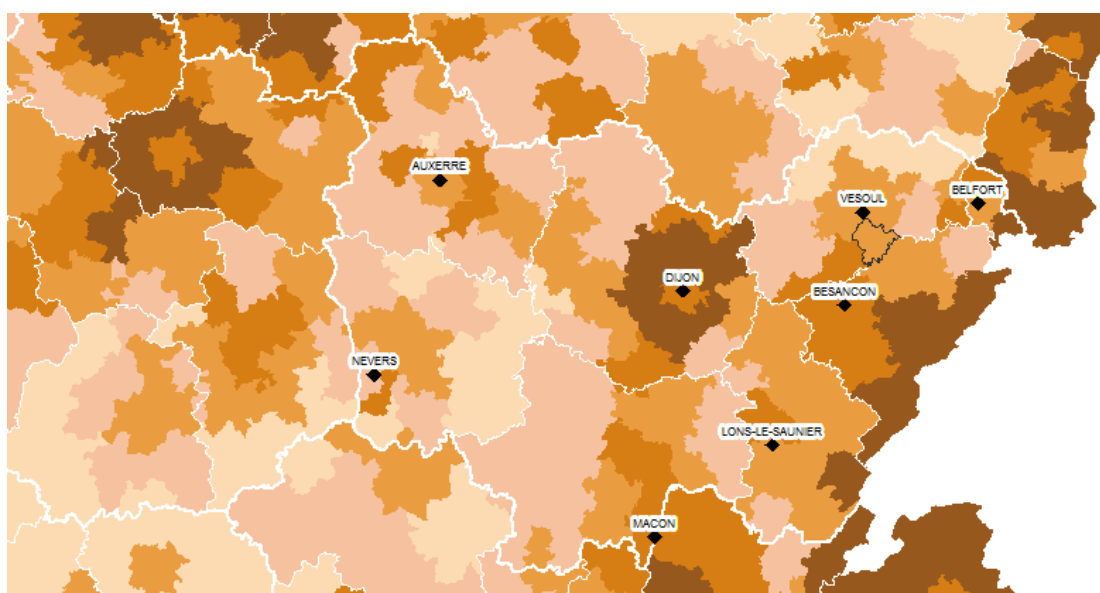 AUXERRE
VESOUL
BELFORT
DIJON
BESANCON
NEVERS
LONS-LE-SAUNIER
MACON